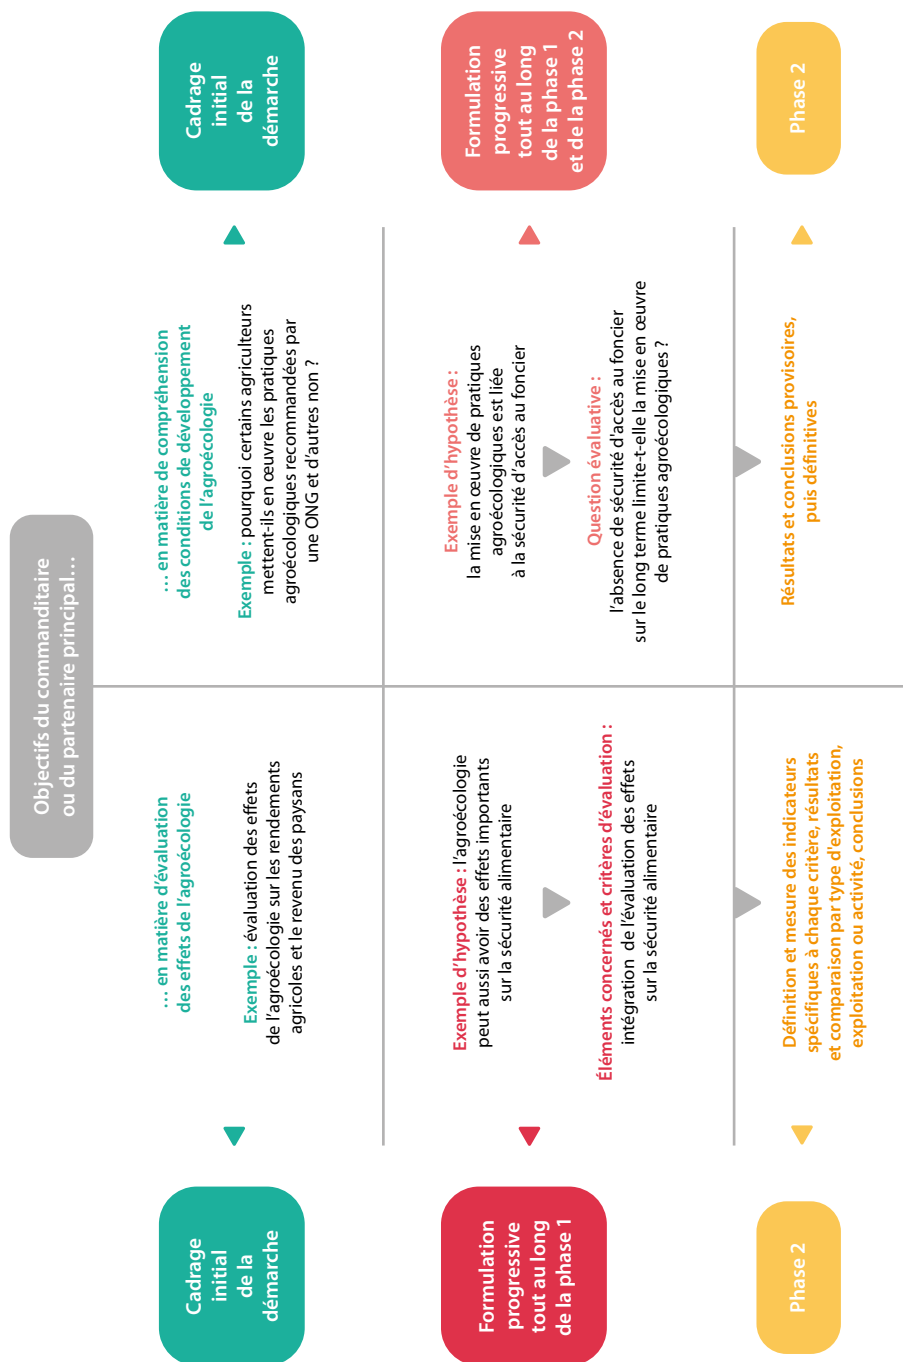 Objectifs du commanditaire
ou du partenaire principal…
Cadrage
initial
de la
démarche
… en matière d'évaluation
des effets de l'agroécologie
Exemple : évaluation des effets
de l'agroécologie sur les rendements
agricoles et le revenu des paysans
… en matière de compréhension
des conditions de développement
de l'agroécologie
Exemple : pourquoi certains agriculteurs
mettent-ils en œuvre les pratiques
agroécologiques recommandées par
une ONG et d'autres non ?
Cadrage
initial
de la
démarche
Formulation
progressive
tout au long
de la phase 1
Exemple d'hypothèse : l'agroécologie
peut aussi avoir des effets importants
sur la sécurité alimentaire
Éléments concernés et critères d'évaluation :
intégration de l'évaluation des effets
sur la sécurité alimentaire
Exemple d'hypothèse :
la mise en œuvre de pratiques
agroécologiques est liée
à la sécurité d'accès au foncier
Question évaluative :
l'absence de sécurité d'accès au foncier
sur le long terme limite-t-elle la mise en œuvre
de pratiques agroécologiques ?
Formulation
progressive
tout au long
de la phase 1
et de la phase 2
Phase 2
Définition et mesure des indicateurs
spécifiques à chaque critère, résultats
et comparaison par type d'exploitation,
exploitation ou activité, conclusions
Résultats et conclusions provisoires,
puis définitives
Phase 2